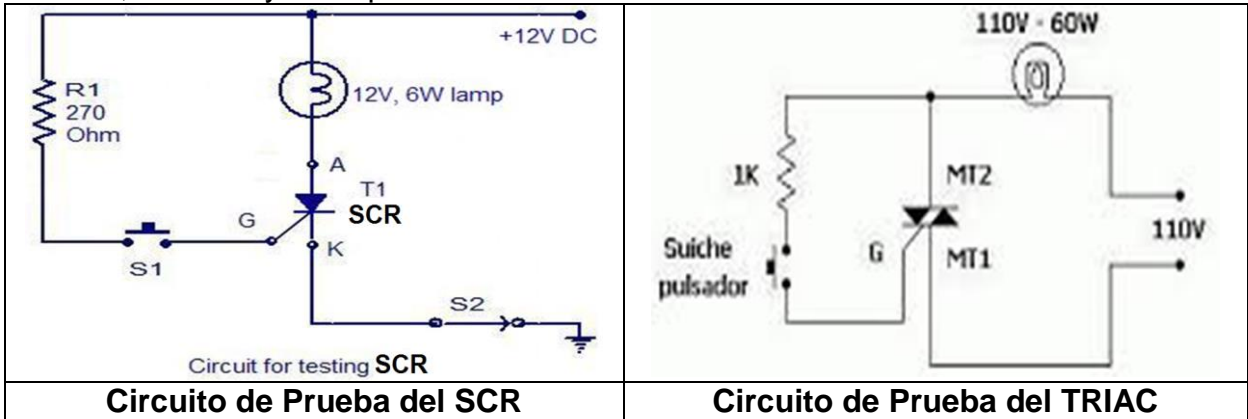 +12V DC
R1
270
Ohm
12V, 6W lamp
A
T1
SCR
G
K
S1
S2
Circuit for testing SCR
Circuito de Prueba del SCR
110V - 60W
1K
MT2
Suiche
pulsador
G
MT1
110V
Circuito de Prueba del TRIAC